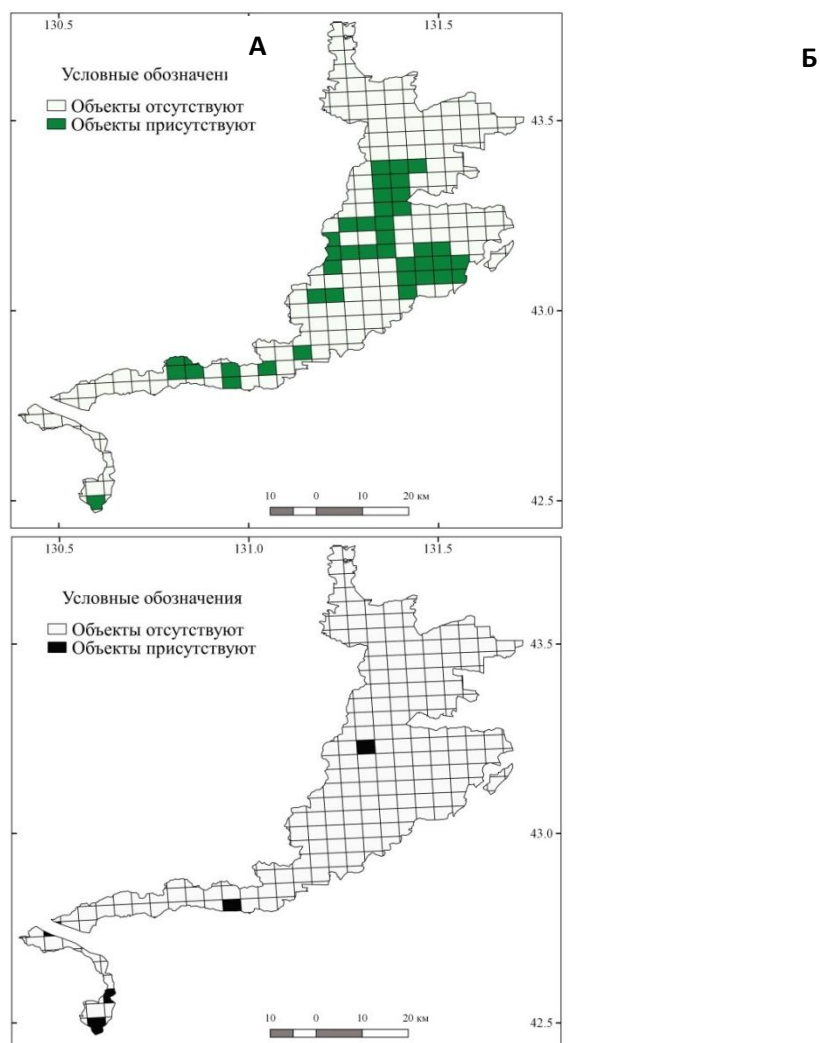 130.5 131.5
А
Б
Условные обозначени
Объекты отсутствуют
Объекты присутствуют
43.5
43.0
42.5
10 0 10 20 км
130.5 131.0 131.5
Условные обозначения
Объекты отсутствуют
Объекты присутствуют
43.5
43.0
42.5
10 0 10 20 км